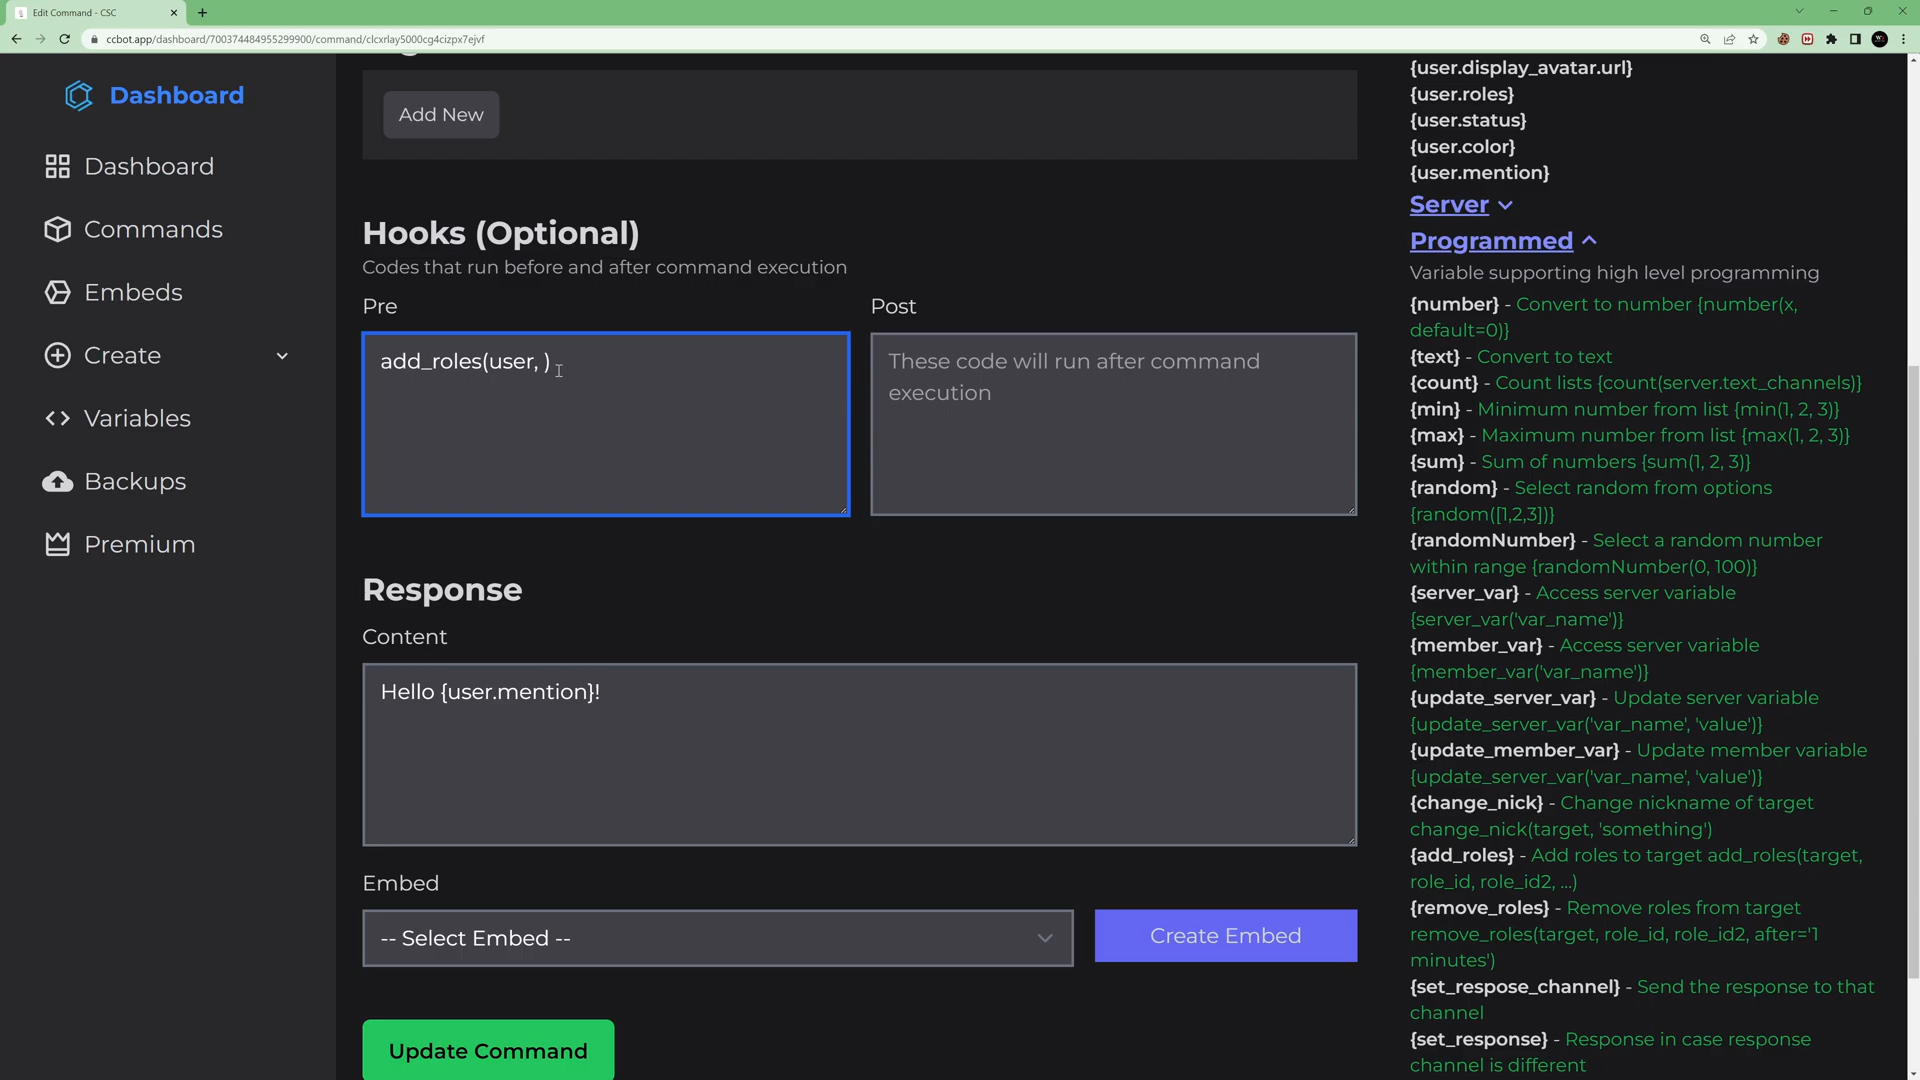 Edit Command - CSC
ccbot.app/dashboard/700374484955299900/command/clcxrlay5000cg4cizpx7ejvf
Dashboard
Dashboard
Commands
Embeds
Create
Variables
Backups
Premium
Add New
Hooks (Optional)
Codes that run before and after command execution
Pre
Post
add_roles(user, )
These code will run after command
execution
Response
Content
Hello {user.mention}!
Embed
-- Select Embed --
Create Embed
Update Command
{user.display_avatar.url}
{user.roles}
{user.status}
{user.color}
{user.mention}
Server
Programmed
Variable supporting high level programming
{number} - Convert to number {number(x,
default=0)}
{text} - Convert to text
{count} - Count lists {count(server.text_channels)}
{min} - Minimum number from list {min(1, 2, 3)}
{max} - Maximum number from list {max(1, 2, 3)}
{sum} - Sum of numbers {sum(1, 2, 3)}
{random} - Select random from options
{random([1,2,3])}
{randomNumber} - Select a random number
within range {randomNumber(0, 100)}
{server_var} - Access server variable
{server_var('var_name')}
{member_var} - Access server variable
{member_var('var_name')}
{update_server_var} - Update server variable
{update_server_var('var_name', 'value')}
{update_member_var} - Update member variable
{update_server_var('var_name', 'value')}
{change_nick} - Change nickname of target
change_nick(target, 'something')
{add_roles} - Add roles to target add_roles(target,
role_id, role_id2, ...)
{remove_roles} - Remove roles from target
remove_roles(target, role_id, role_id2, after='1
minutes')
{set_respose_channel} - Send the response to that
channel
{set_response} - Response in case response
channel is different